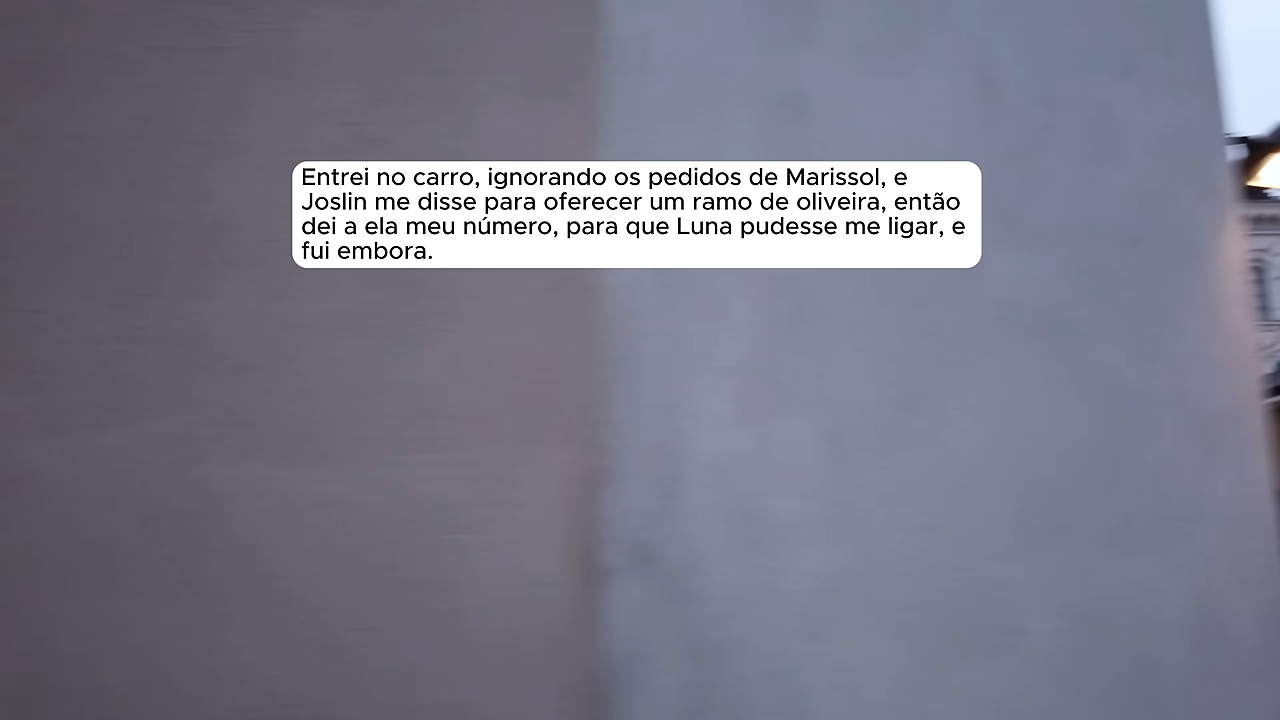 Entrei no carro, ignorando os pedidos de Marissol, e
Joslin me disse para oferecer um ramo de oliveira, então
dei a ela meu número, para que Luna pudesse me ligar, e
fui embora.